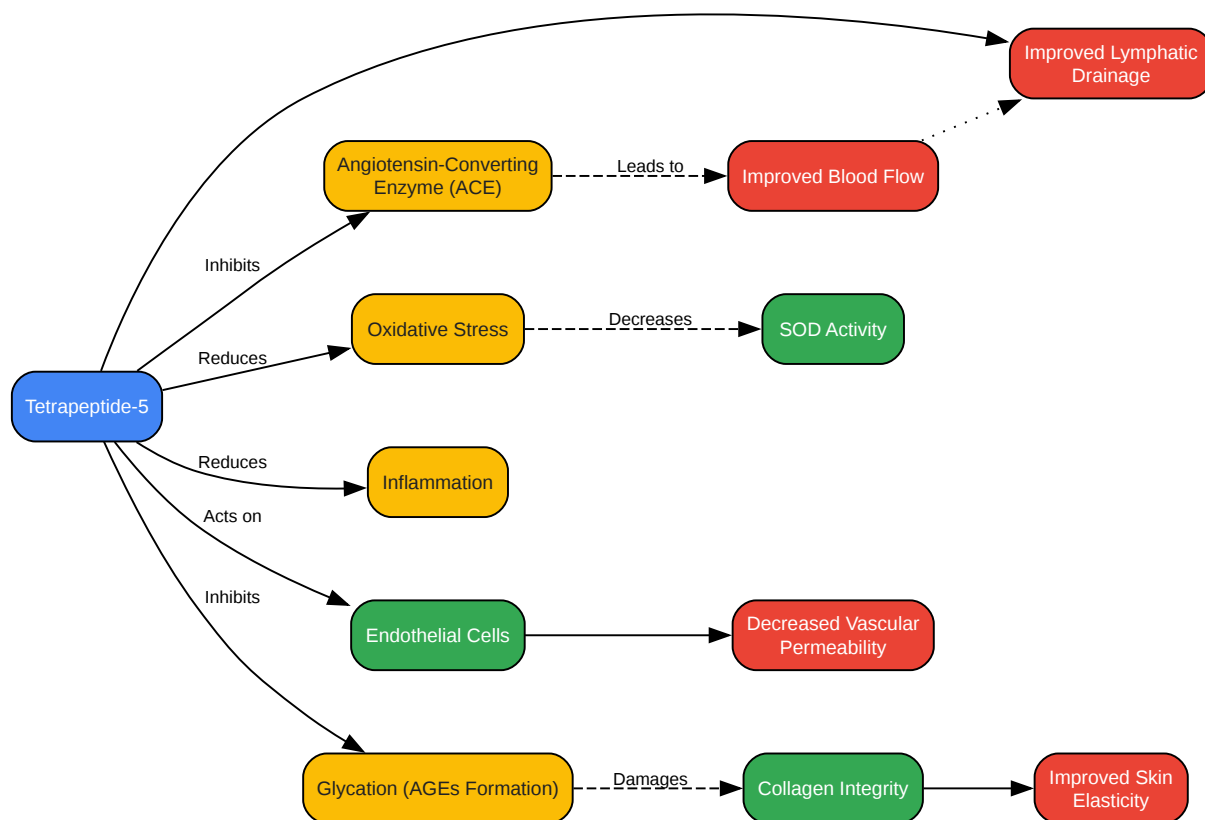 Improved Lymphatic
Drainage
Angiotensin-Converting
Enzyme (ACE)
Leads to
Improved Blood Flow
Inhibits
Oxidative Stress
Decreases
SOD Activity
Reduces
Tetrapeptide-5
Reduces
Inflammation
Acts on
Inhibits
Endothelial Cells
Decreased Vascular
Permeability
Glycation (AGEs Formation)
Damages
Collagen Integrity
Improved Skin
Elasticity